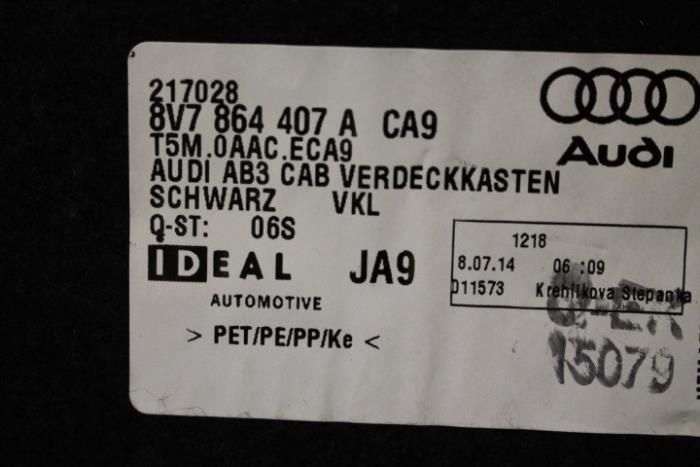 217028
8V7 864 407 A CA9
T5M.0AAC.ECA9
AUDI AB3 CAB VERDECKKASTEN
SCHWARZ VKL
Q-ST: 06S
IDEAL JA9
AUTOMOTIVE
> PET/PE/PP/Ke <
Audi
1218
8.07.14 06 :09
D11573 Krehlikova Stepanka
15079